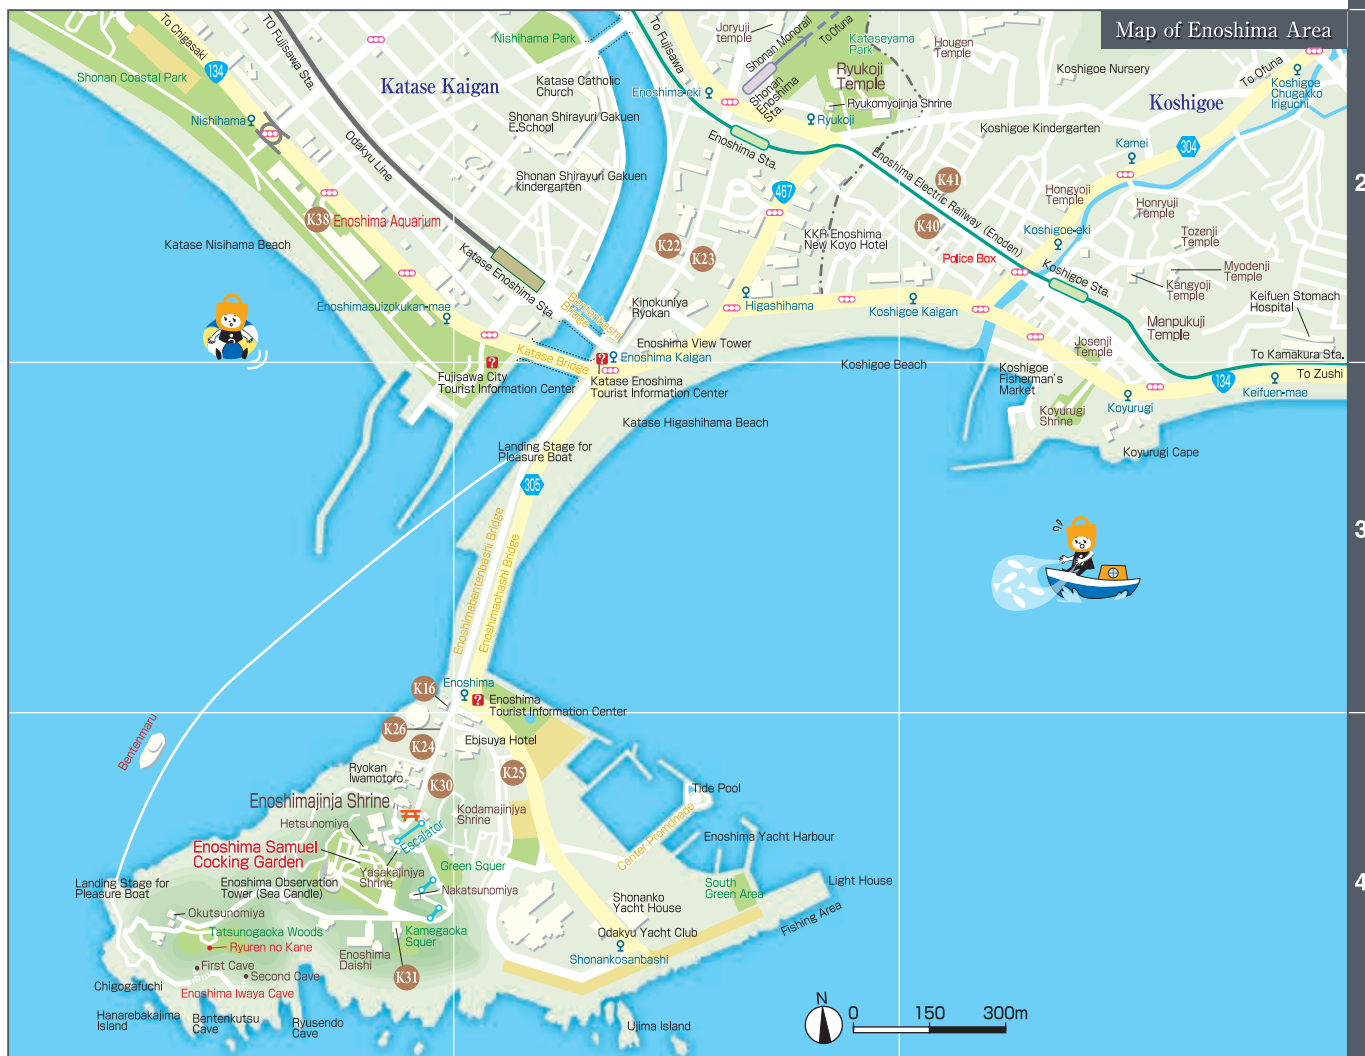 Map of Enoshima Area
To Chigasaki
To Fujisawa Sta.
134
Shonan Coastal Park
Nishihama
Katase Kaigan
Odakyu Line
Nishihama Park
Katase Catholic
Church
Shonan Shirayuri Gakuen
E.School
Shonan Shirayuri Gakuen
kindergarten
To Fujisawa
Joryuji
temple
Shonan Monorail
To Ofuna
Kataseyama
Park
Hougen
Temple
Koshigoe Nursery
To Ofuna
Koshigoe
Chugakko
Iriguchi
Enoshima-eki
Shonan
Enoshima
Sta.
Ryukoji
Temple
Ryukomyojinja Shrine
Ryukoji
Koshigoe
Koshigoe Kindergarten
Kamei
304
Enoshima Sta.
Enoshima Electric Railway (Enoden)
467
K41
K40
Hongyoji
Temple
Honryuji
Temple
2
K38
Enoshima Aquarium
Katase Nisihama Beach
Katase Enoshima Sta.
K22
K23
KKR Enoshima
New Koyo Hotel
Police Box
Koshigoe-eki
Tozenji
Temple
Koshigoe Sta.
Myodenji
Temple
Kangyoji
Temple
Keifuen Stomach
Hospital
Enoshimasuizokukan-mae
Bentenbashi
Bridge
Kinokuniya
Ryokan
Higashihama
Koshigoe Kaigan
Manpukuji
Temple
Josenji
Temple
Katase Bridge
Enoshima View Tower
Enoshima Kaigan
Koshigoe Beach
To Kamakura Sta.
To Zushi
134
Fujisawa City
Tourist Information Center
Katase Enoshima
Tourist Information Center
Koshigoe
Fisherman's
Market
Keifuen-mae
Koyurugi
Koyurugi
Shrine
Katase Higashihama Beach
Landing Stage for
Pleasure Boat
Koyurugi Cape
305
3
Enoshimabentenbashi Bridge
Enoshimaohashi Bridge
K16
Enoshima
Enoshima
Tourist Information Center
Bentenmaru
K26
K24
Ebisuya Hotel
Ryokan
Iwamotoro
K30
K25
Tide Pool
Enoshimajinja Shrine
Kodamajinjya
Shrine
Hetsunomiya
Escalator
Center Promnade
Enoshima Yacht Harbour
Enoshima Samuel
Cocking Garden
Yasakajinjya
Shrine
Green Squer
4
Landing Stage for
Pleasure Boat
Enoshima Observation
Tower (Sea Candle)
Nakatsunomiya
Shonanko
Yacht House
South
Green Area
Light House
Okutsunomiya
Tatsunogaoka Woods
Kamegaoka
Squer
Odakyu Yacht Club
Fishing Area
Ryuren no Kane
Enoshima
Daishi
Shonankosanbashi
First Cave
Second Cave
K31
Chigogafuchi
Enoshima Iwaya Cave
Hanarebakajima
Island
Bentenkutsu
Cave
Ryusendo
Cave
Ujima Island
N
0 150 300m